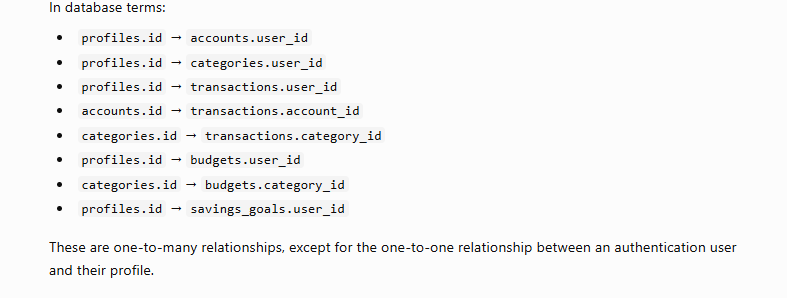 In database terms:
• profiles.id → accounts.user_id
• profiles.id → categories.user_id
• profiles.id → transactions.user_id
• accounts.id → transactions.account_id
• categories.id → transactions.category_id
• profiles.id → budgets.user_id
• categories.id → budgets.category_id
• profiles.id → savings_goals.user_id
These are one-to-many relationships, except for the one-to-one relationship between an authentication user
and their profile.